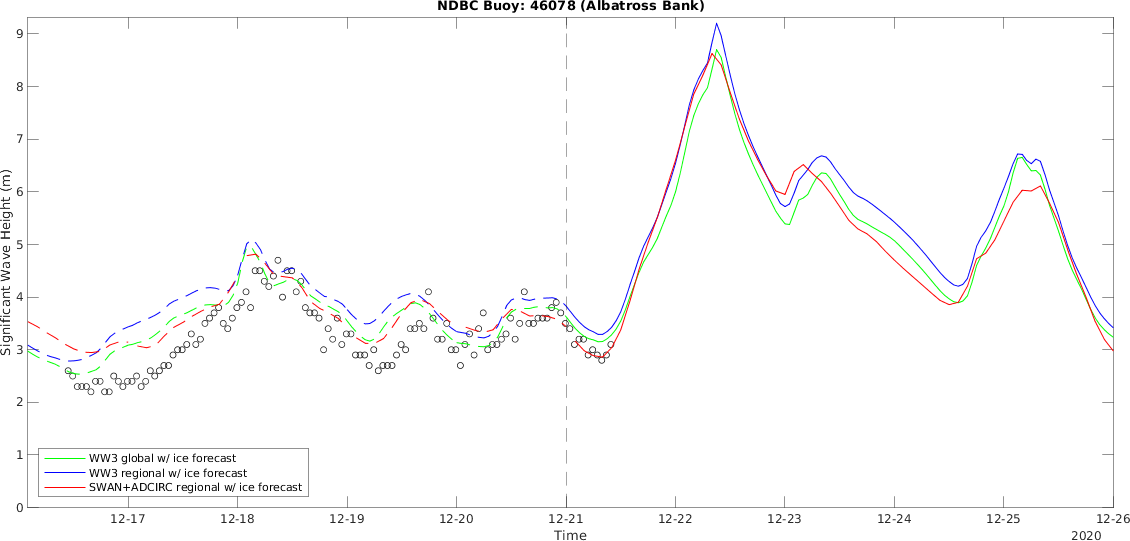 NDBC Buoy: 46078 (Albatross Bank)
Significant Wave Height (m)
9
8
7
6
5
4
3
2
1
0
WW3 global w/ ice forecast
WW3 regional w/ ice forecast
SWAN+ADCIRC regional w/ ice forecast
12-17 12-18 12-19 12-20 12-21 12-22 12-23 12-24 12-25 12-26
Time
2020